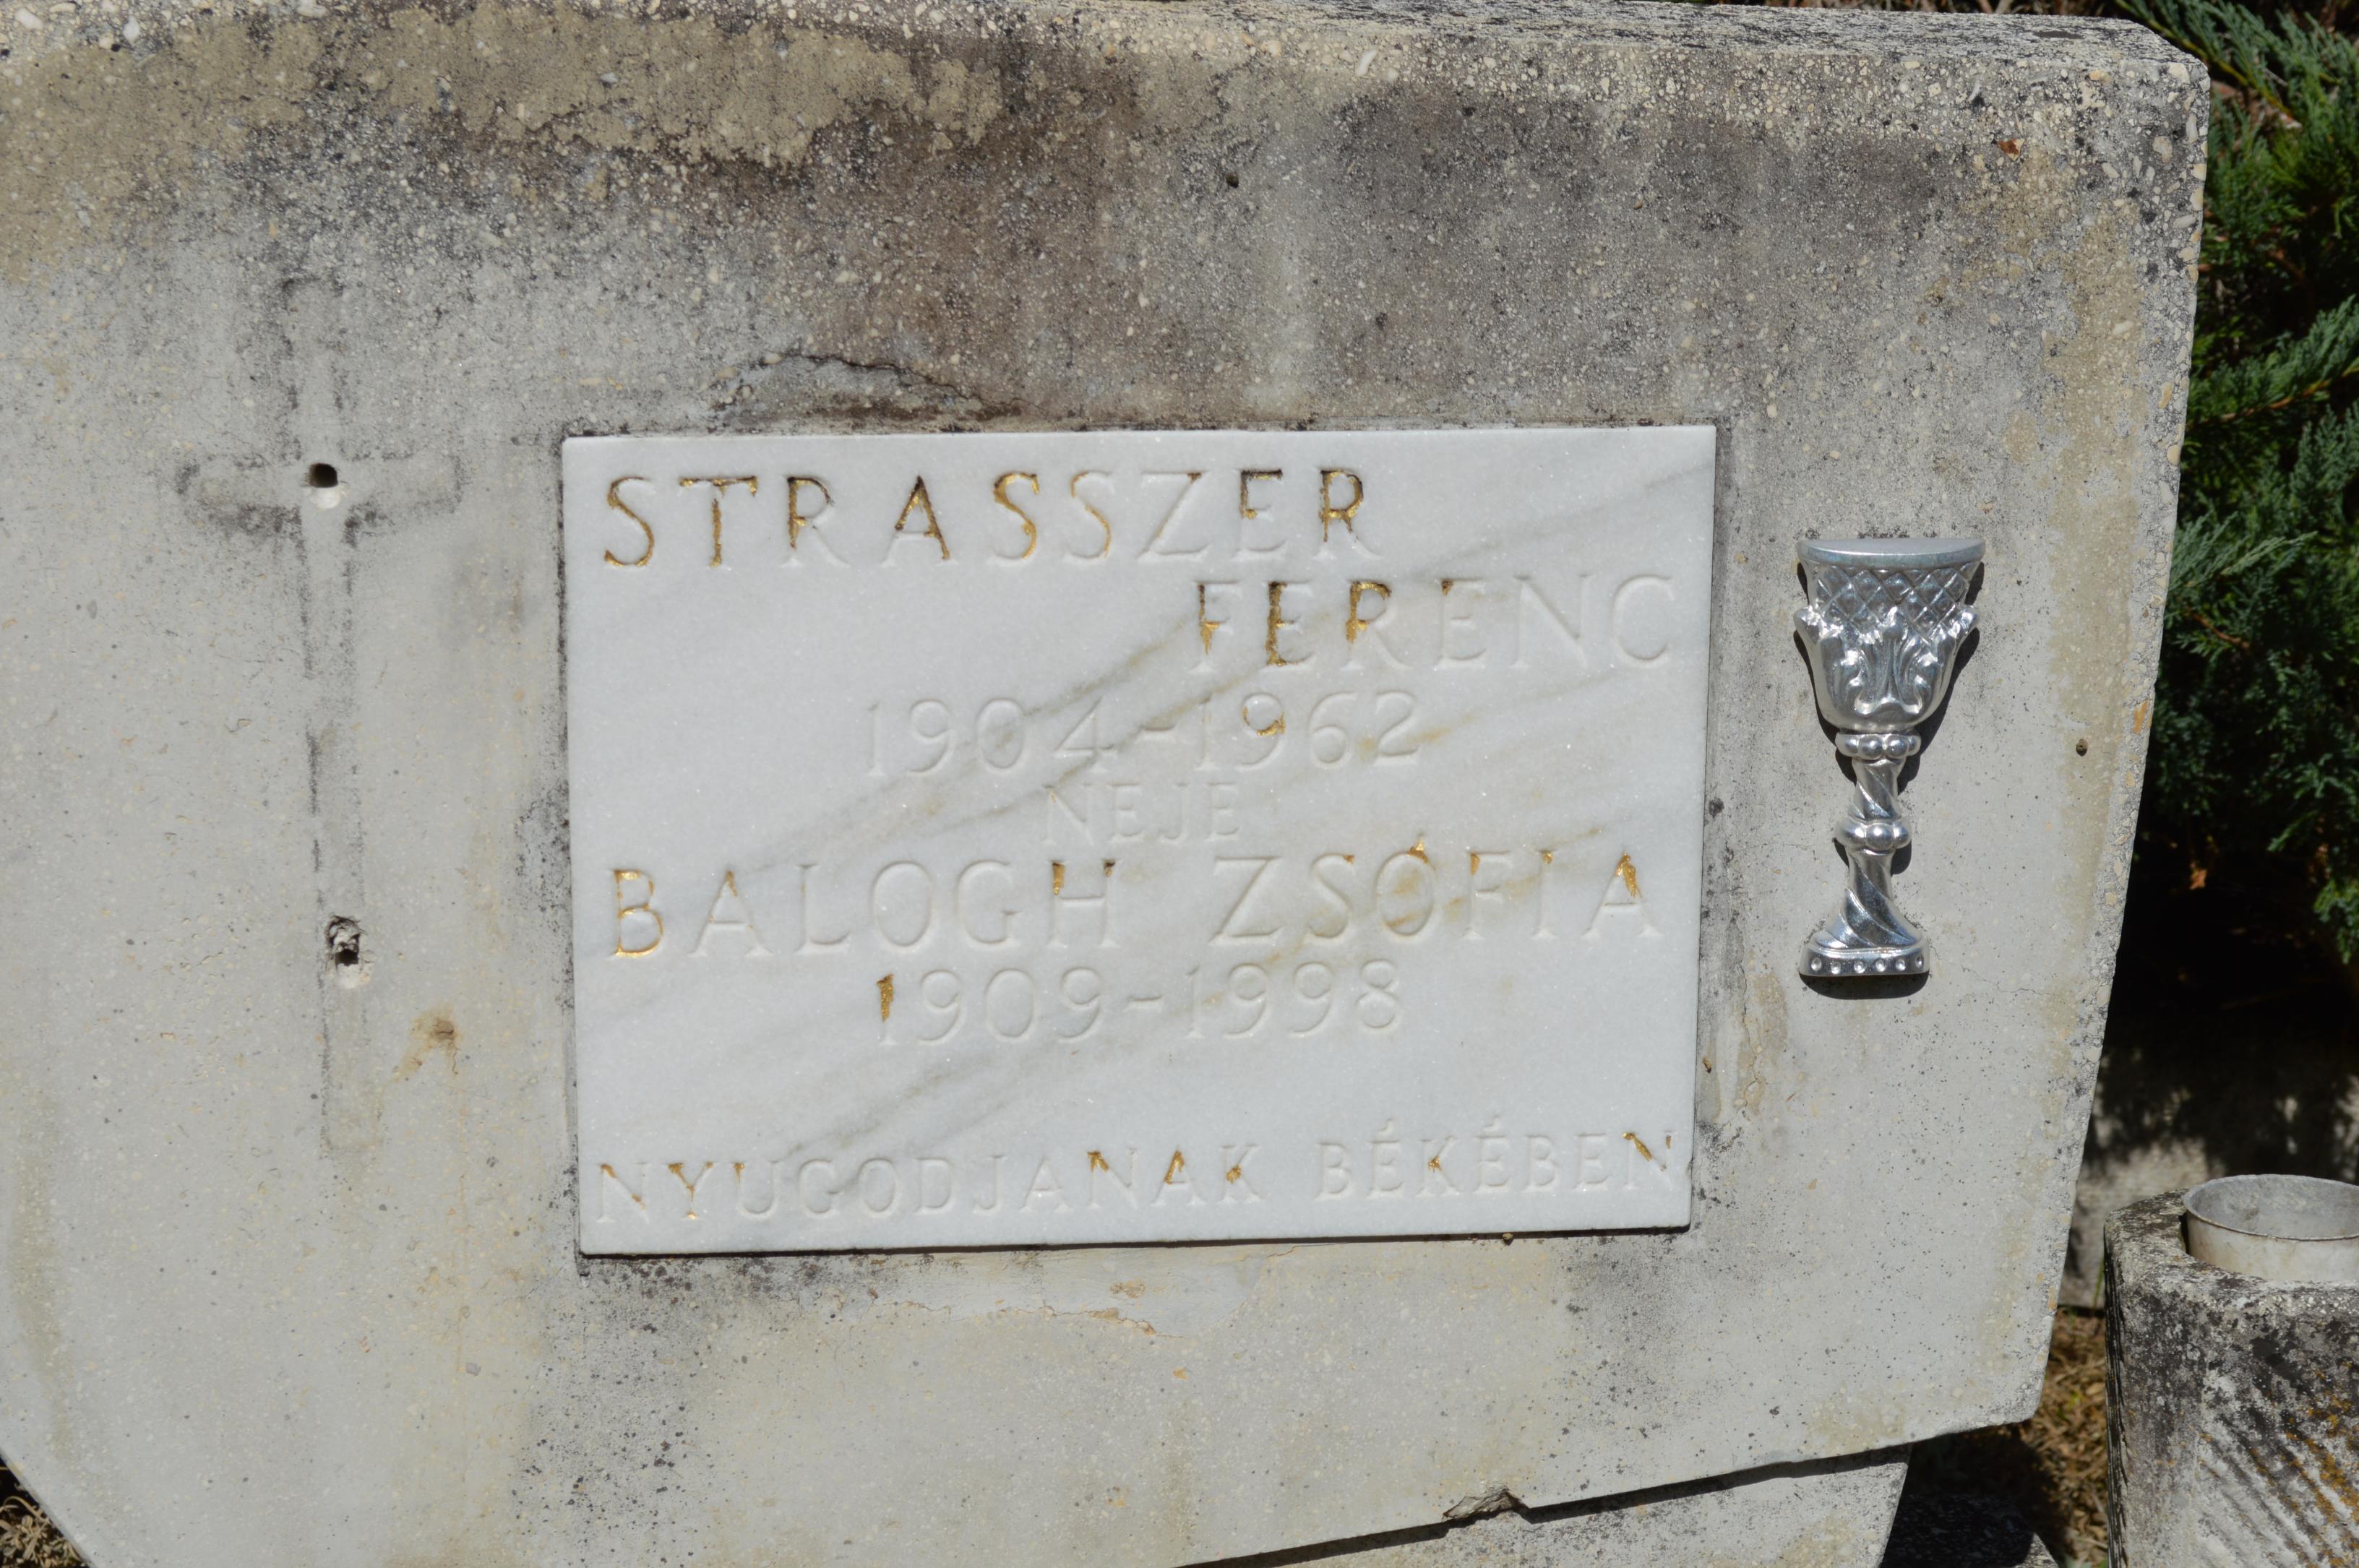 STRASSZER
FERENC
1904-1962
NEJE
BALOGH ZSÓFIA
1909-1998
NYUGODJANAK BÉKÉBEN